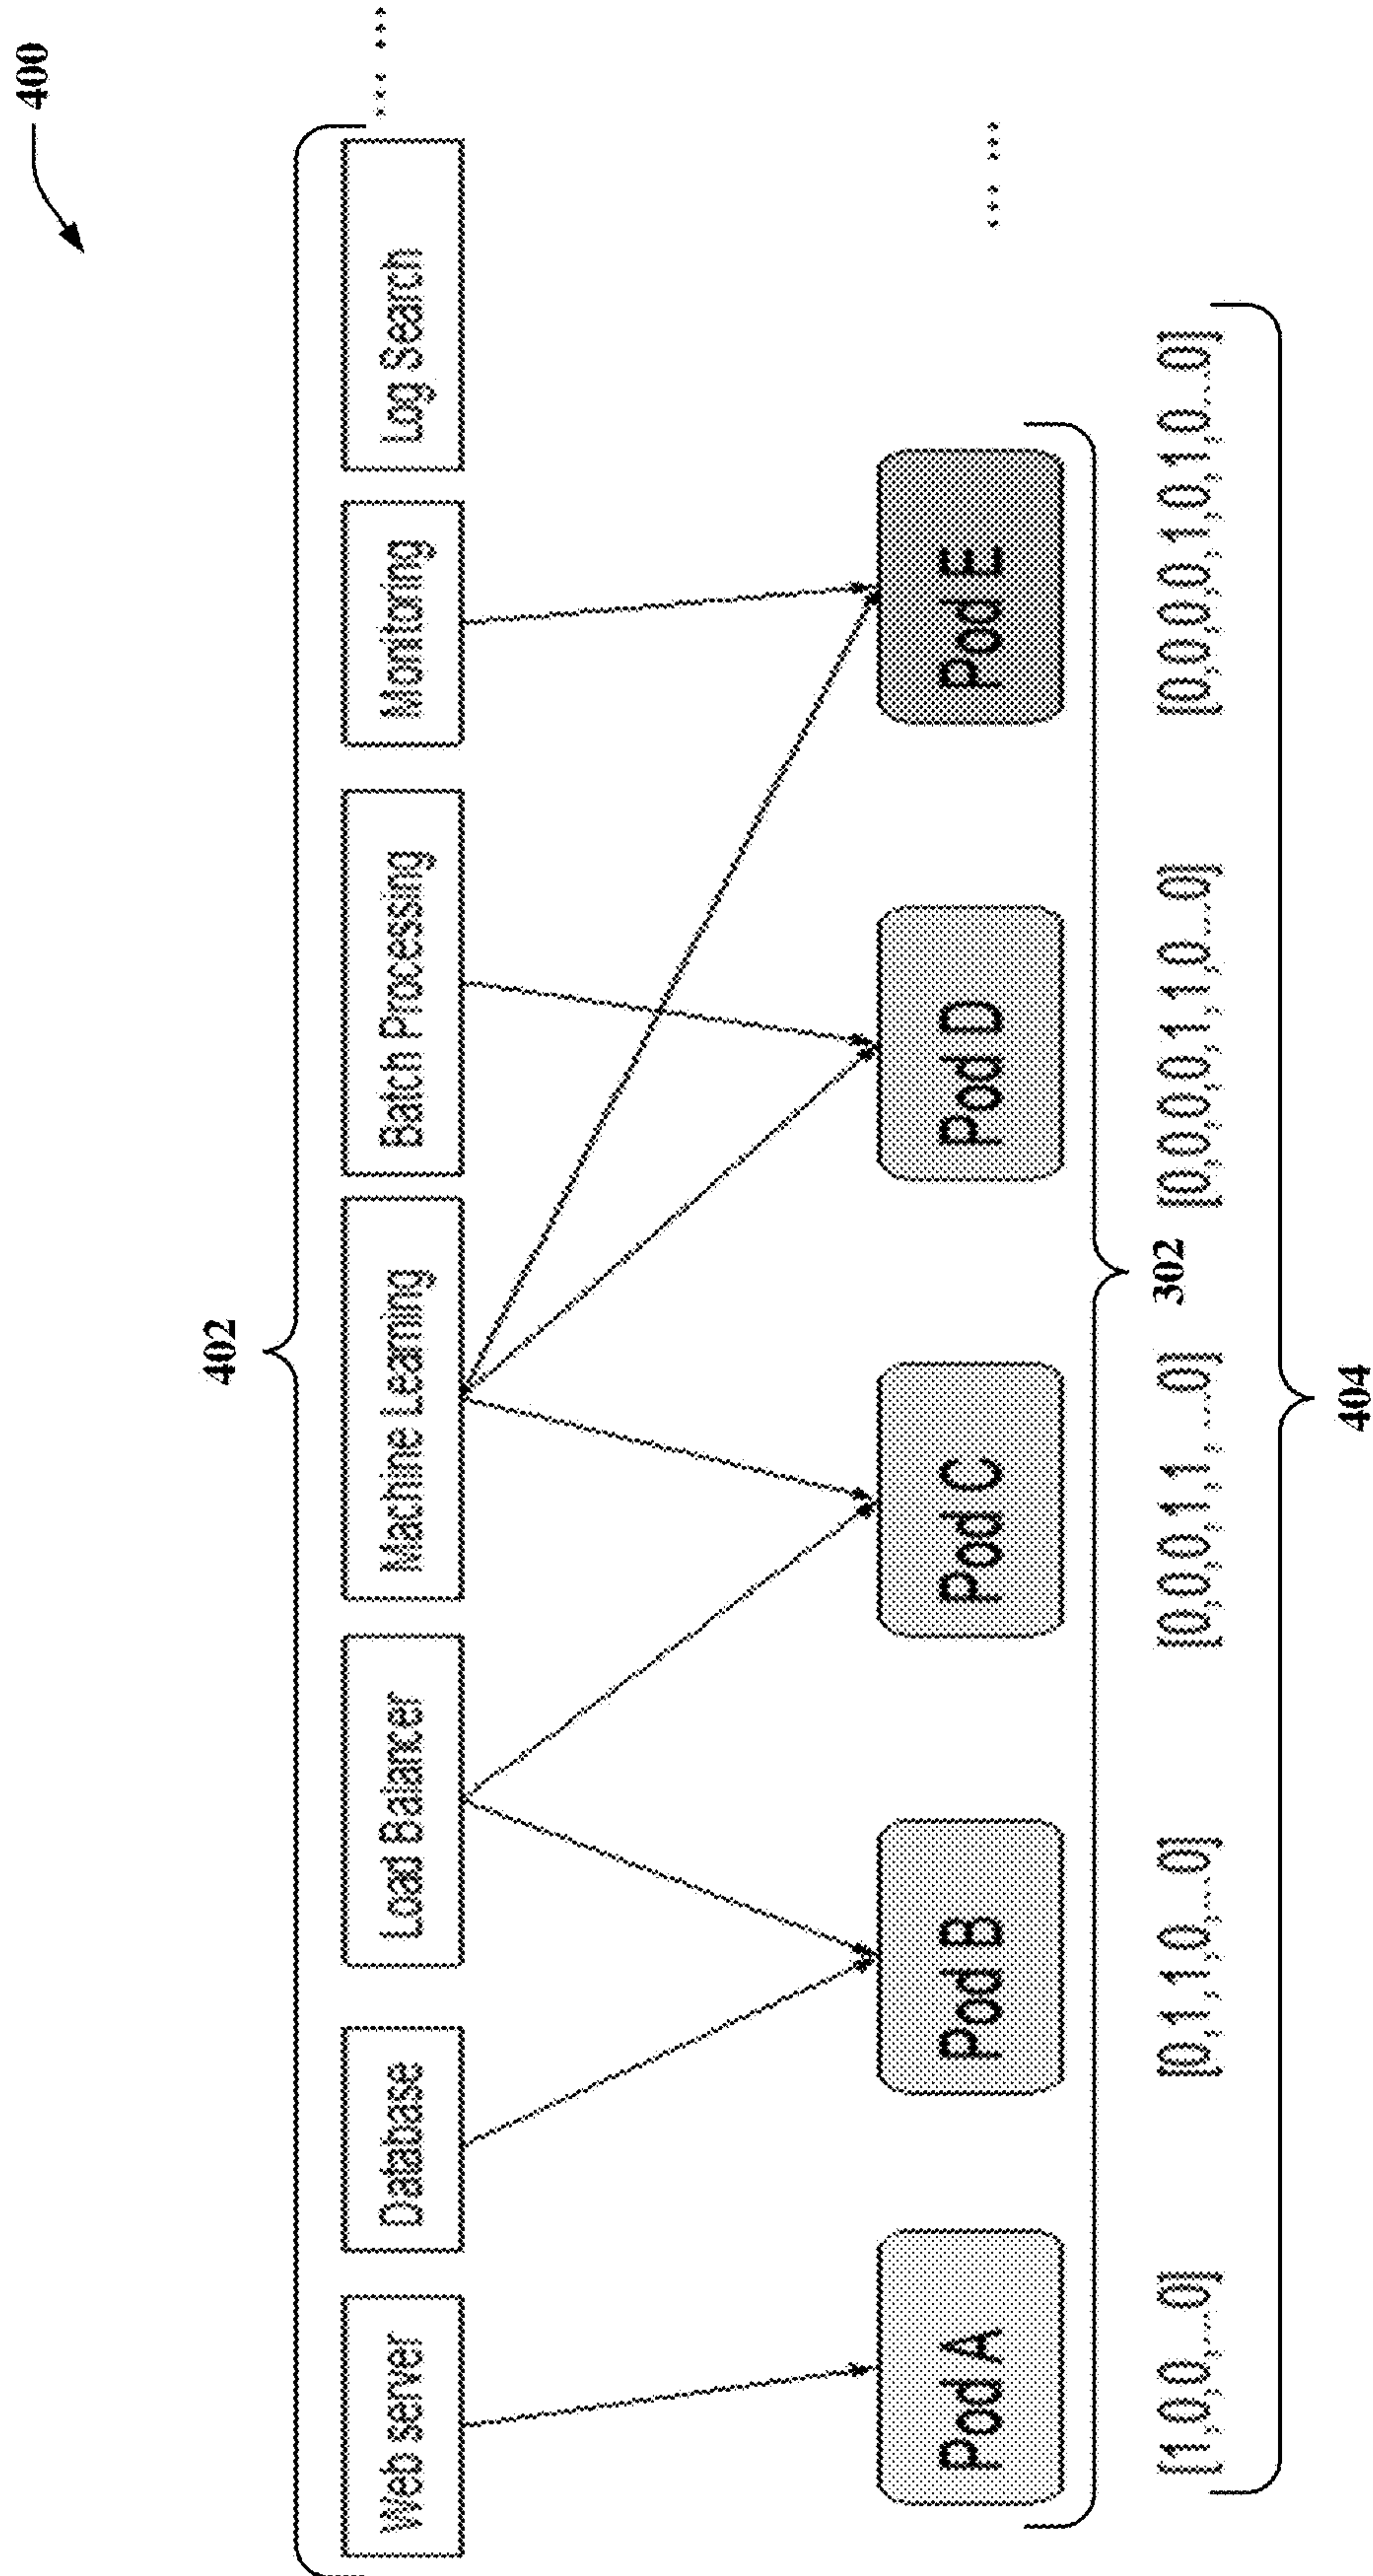 400
402
Web server
Database
Load Balancer
Machine Learning
Batch Processing
Monitoring
Log Search
... ...
Pod A
Pod B
Pod C
Pod D
Pod E
... ...
302
[1,0,0,...0]
[0,1,1,0,...0]
[0,0,0,1,1,...0]
[0,0,0,0,1,1,0...0]
[0,0,0,0,1,0,1,0...0]
404